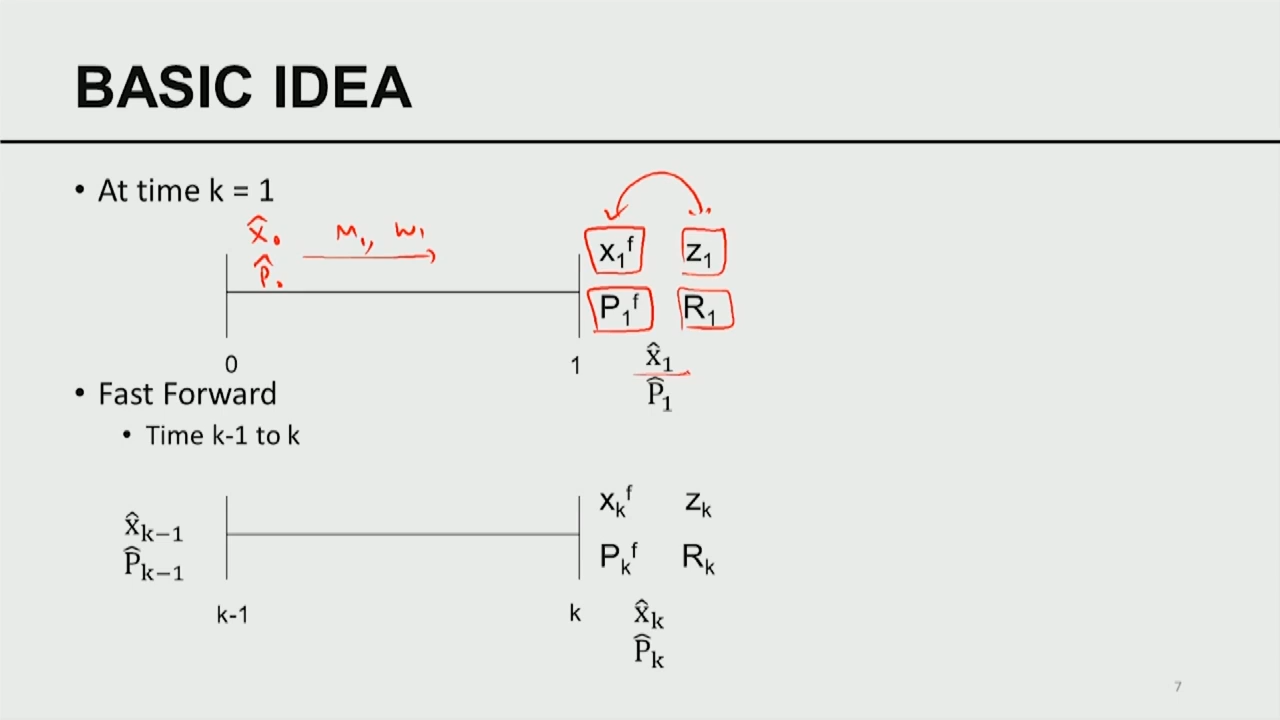 BASIC IDEA
• At time k = 1
x̂₀ M₁, w₁
P̂₀
x₁ᶠ z₁
P₁ᶠ R₁
0 1 x̂₁
P̂₁
• Fast Forward
• Time k-1 to k
xₖᶠ zₖ
x̂ₖ₋₁
P̂ₖ₋₁ Pₖᶠ Rₖ
k-1 k x̂ₖ
P̂ₖ
7